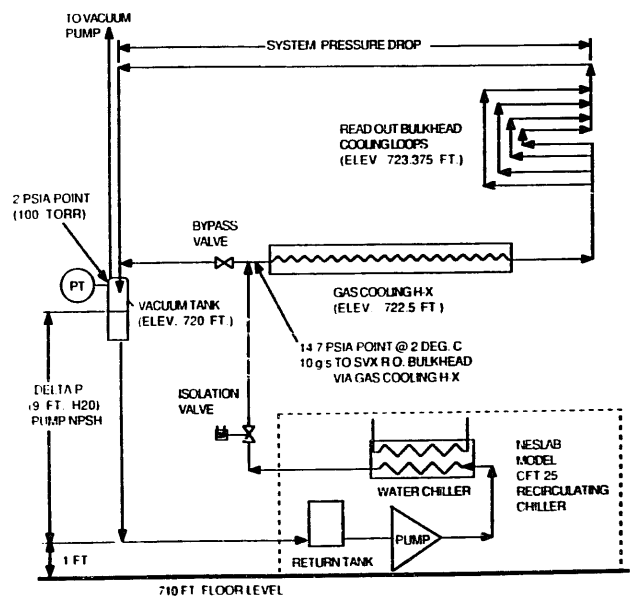 TO VACUUM
PUMP
SYSTEM PRESSURE DROP
READ OUT BULKHEAD
COOLING LOOPS
(ELEV 723.375 FT.)
2 PSIA POINT
(100 TORR)
BYPASS
VALVE
PT
VACUUM TANK
(ELEV. 720 FT.)
GAS COOLING H-X
(ELEV. 722.5 FT)
14 7 PSIA POINT @ 2 DEG. C
10 g s TO SVX R O. BULKHEAD
VIA GAS COOLING H-X
DELTA P
(9 FT. H20)
PUMP NPSH
ISOLATION
VALVE
NESLAB
MODEL
CFT 25
RECIRCULATING
CHILLER
WATER CHILLER
PUMP
RETURN TANK
1 FT
710 FT FLOOR LEVEL